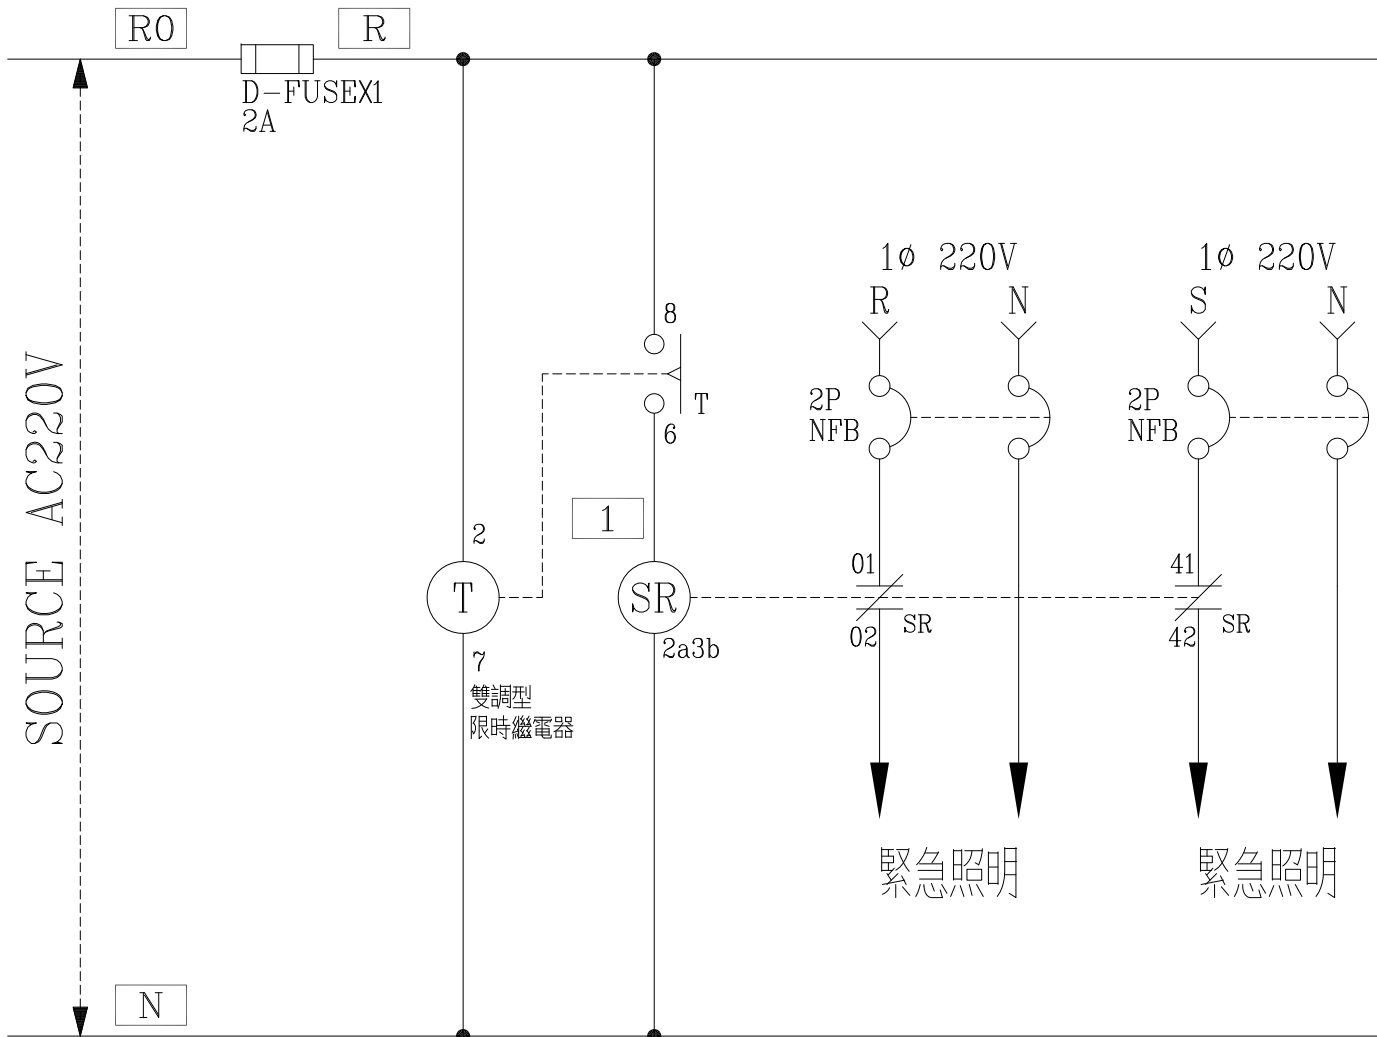 R0
R
D-FUSEX1
2A
SOURCE AC220V
1ø 220V
1ø 220V
R
N
S
N
8
T
6
2P
NFB
2P
NFB
1
2
T
SR
01
41
SR
SR
02
42
7
2a3b
雙調型
限時繼電器
緊急照明
緊急照明
N